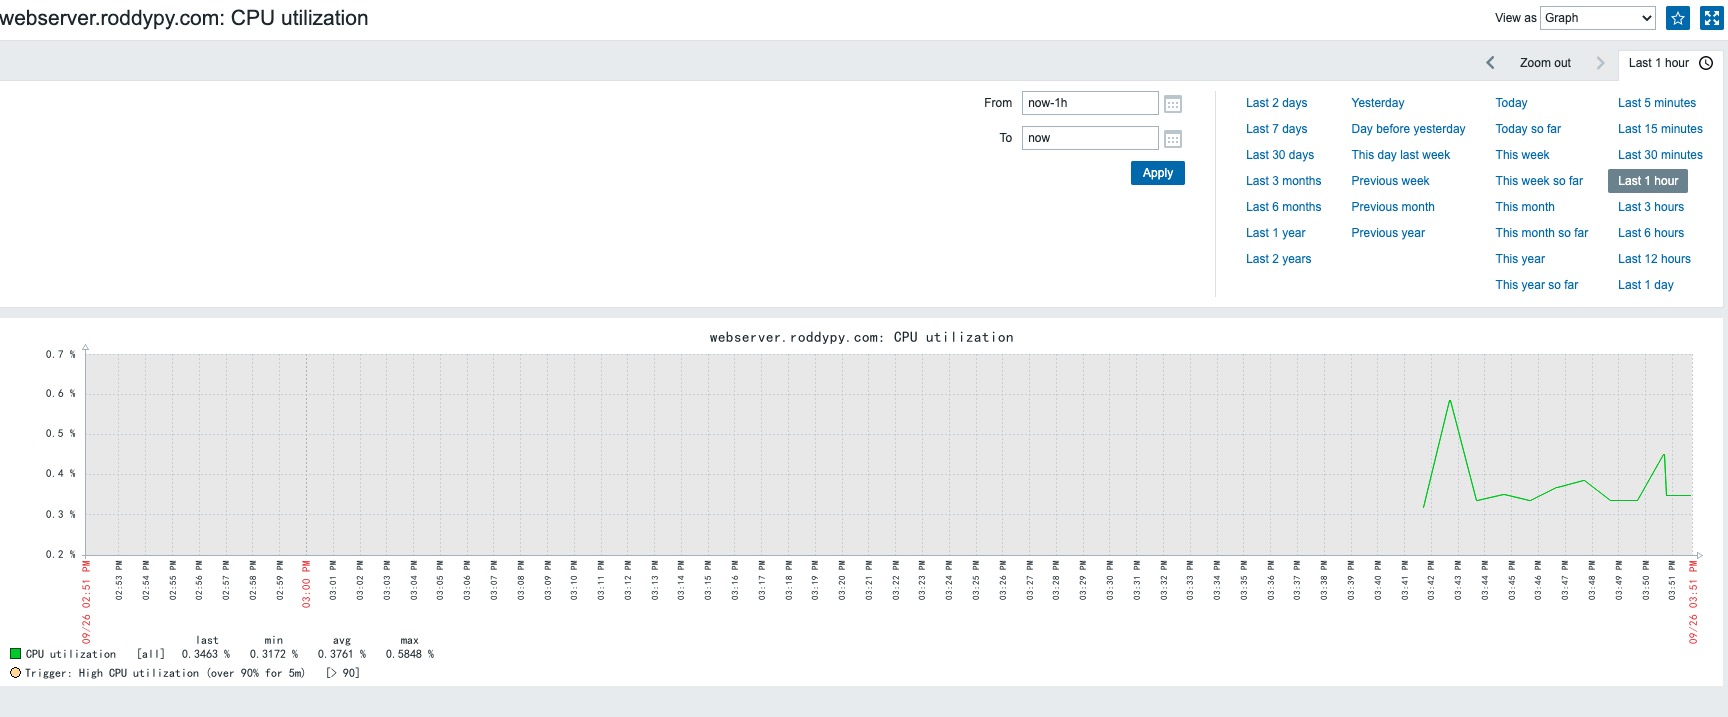 webserver.roddypy.com: CPU utilization
View as Graph
Zoom out
Last 1 hour
From now-1h
To now
Apply
Last 2 days Yesterday Today Last 5 minutes
Last 7 days Day before yesterday Today so far Last 15 minutes
Last 30 days This day last week This week Last 30 minutes
Last 3 months Previous week This week so far Last 1 hour
Last 6 months Previous month This month Last 3 hours
Last 1 year Previous year This month so far Last 6 hours
Last 2 years This year Last 12 hours
This year so far Last 1 day
webserver.roddypy.com: CPU utilization
0.7 %
0.6 %
0.5 %
0.4 %
0.3 %
0.2 %
09/26 02:51 PM
02:53 PM
02:54 PM
02:55 PM
02:56 PM
02:57 PM
02:58 PM
02:59 PM
03:00 PM
03:01 PM
03:02 PM
03:03 PM
03:04 PM
03:05 PM
03:06 PM
03:07 PM
03:08 PM
03:09 PM
03:10 PM
03:11 PM
03:12 PM
03:13 PM
03:14 PM
03:15 PM
03:16 PM
03:17 PM
03:18 PM
03:19 PM
03:20 PM
03:21 PM
03:22 PM
03:23 PM
03:24 PM
03:25 PM
03:26 PM
03:27 PM
03:28 PM
03:29 PM
03:30 PM
03:31 PM
03:32 PM
03:33 PM
03:34 PM
03:35 PM
03:36 PM
03:37 PM
03:38 PM
03:39 PM
03:40 PM
03:41 PM
03:42 PM
03:43 PM
03:44 PM
03:45 PM
03:46 PM
03:47 PM
03:48 PM
03:49 PM
03:50 PM
03:51 PM
09/26 03:51 PM
last min avg max
CPU utilization [all] 0.3463 % 0.3172 % 0.3761 % 0.5848 %
Trigger: High CPU utilization (over 90% for 5m) [> 90]